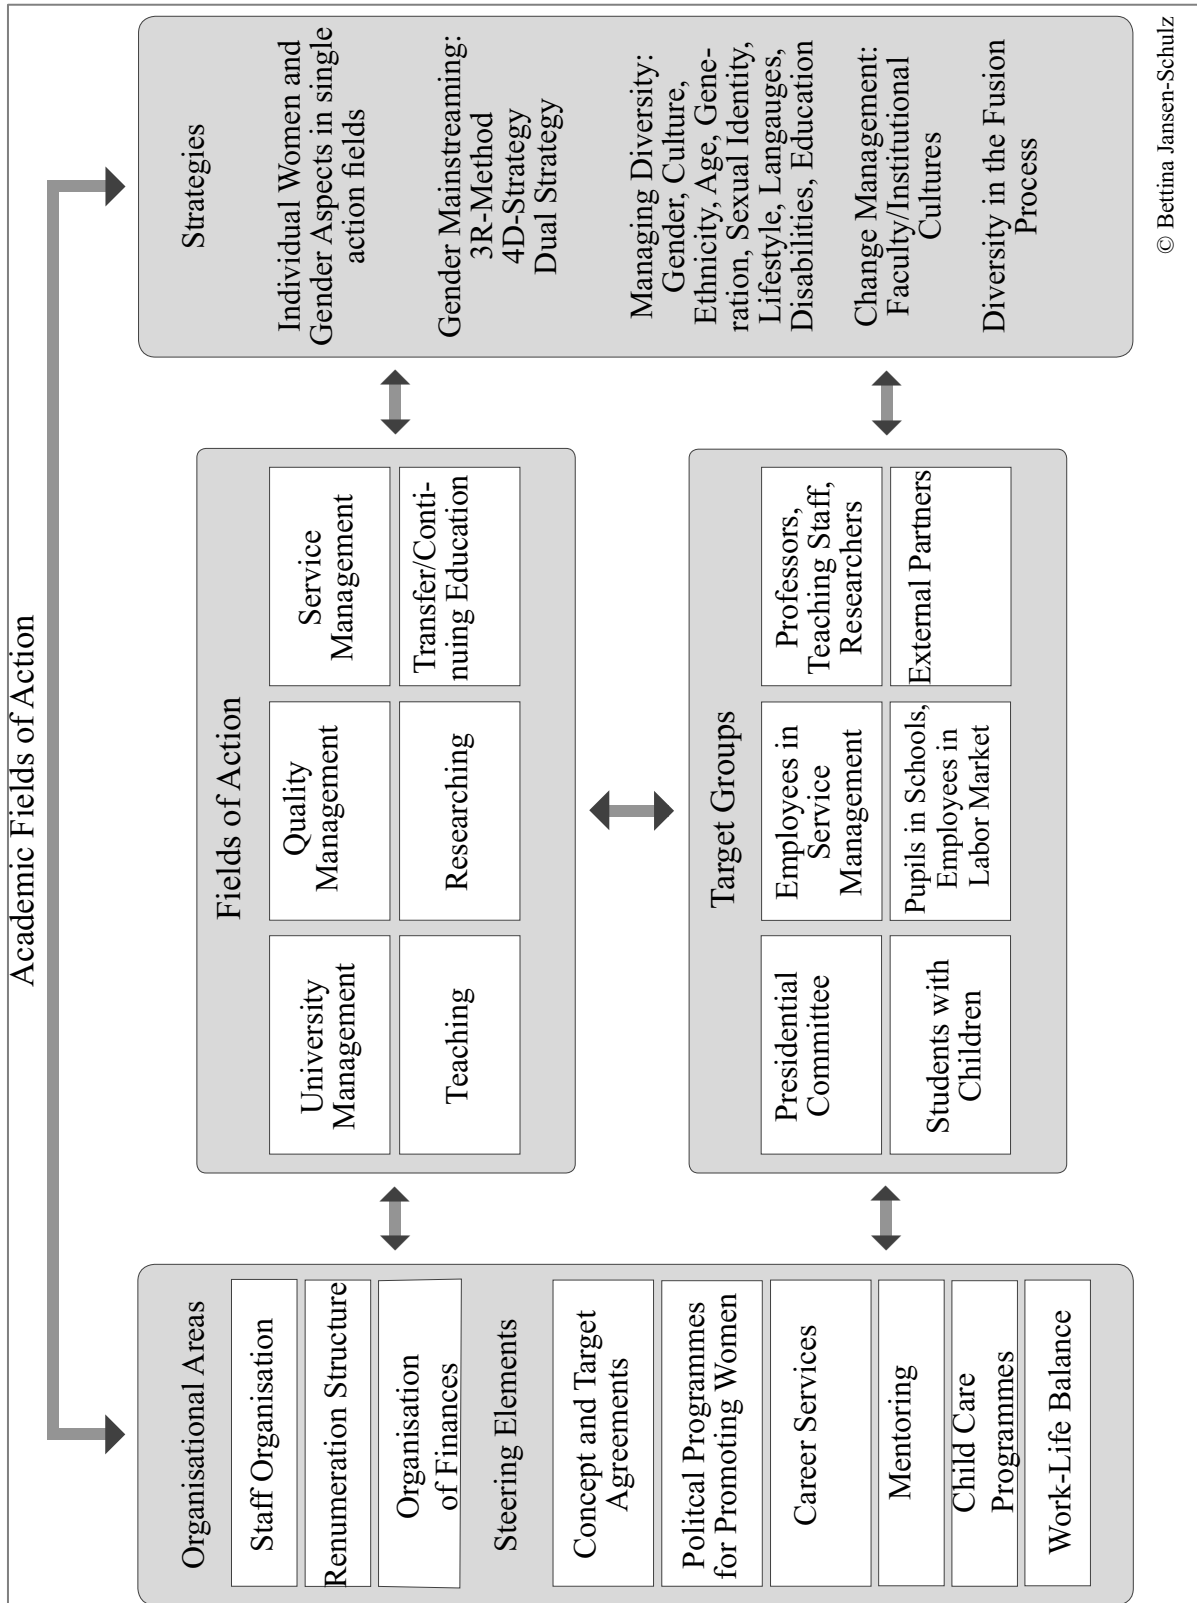 Academic Fields of Action
Organisational Areas
Staff Organisation
Renumeration Structure
Organisation
of Finances
Steering Elements
Concept and Target
Agreements
Politcal Programmes
for Promoting Women
Career Services
Mentoring
Child Care
Programmes
Work-Life Balance
Fields of Action
University
Management
Quality
Management
Service
Management
Teaching
Researching
Transfer/Conti-
nuing Education
Target Groups
Presidential
Committee
Employees in
Service
Management
Professors,
Teaching Staff,
Researchers
Students with
Children
Pupils in Schools,
Employees in
Labor Market
External Partners
Strategies
Individual Women and
Gender Aspects in single
action fields
Gender Mainstreaming:
3R-Method
4D-Strategy
Dual Strategy
Managing Diversity:
Gender, Culture,
Ethnicity, Age, Gene-
ration, Sexual Identity,
Lifestyle, Langauges,
Disabilities, Education
Change Management:
Faculty/Institutional
Cultures
Diversity in the Fusion
Process
© Bettina Jansen-Schulz